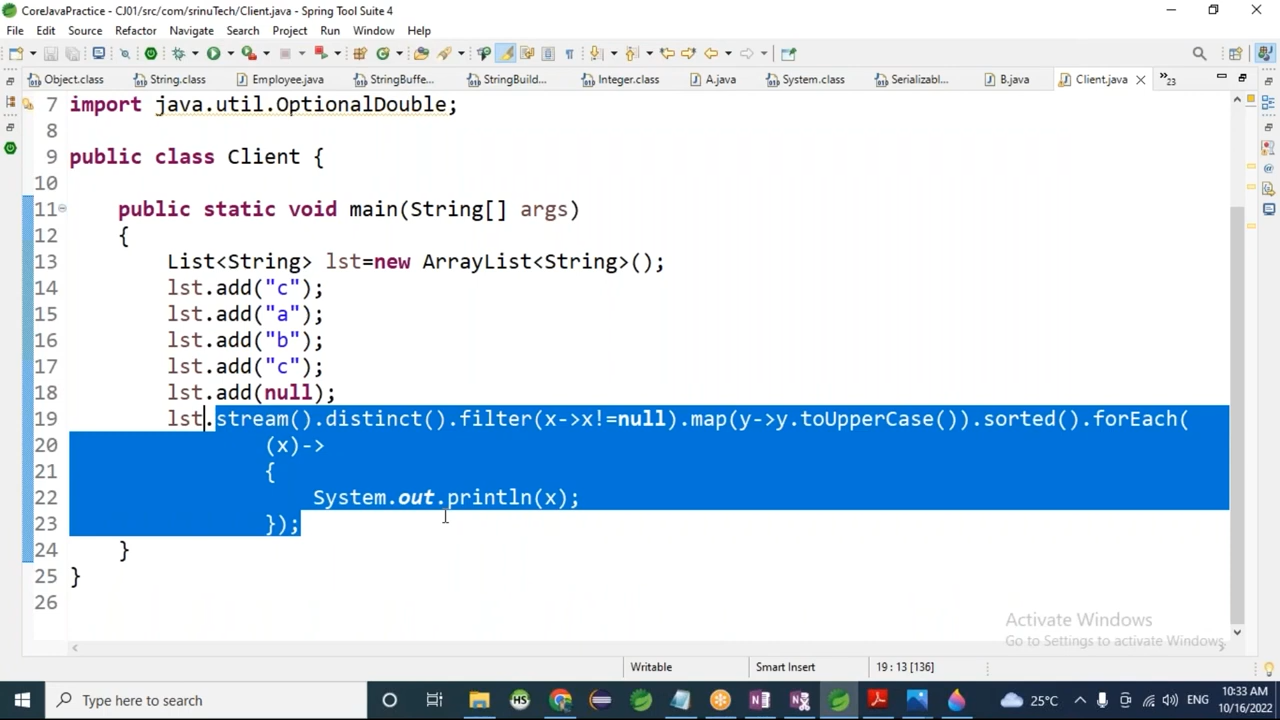 CoreJavaPractice - CJ01/src/com/srinuTech/Client.java - Spring Tool Suite 4
File Edit Source Refactor Navigate Search Project Run Window Help
Object.class String.class Employee.java StringBuffe... StringBuild... Integer.class A.java System.class Serializabl... B.java Client.java 23
7 import java.util.OptionalDouble;
8
9 public class Client {
10
11 public static void main(String[] args)
12 {
13 List<String> lst=new ArrayList<String>();
14 lst.add("c");
15 lst.add("a");
16 lst.add("b");
17 lst.add("c");
18 lst.add(null);
19 lst.stream().distinct().filter(x->x!=null).map(y->y.toUpperCase()).sorted().forEach(
20 (x)->
21 {
22 System.out.println(x);
23 });
24 }
25 }
26
Activate Windows
Go to Settings to activate Windows.
Writable Smart Insert 19 : 13 [136]
Type here to search HS 25°C ENG 10:33 AM
10/16/2022